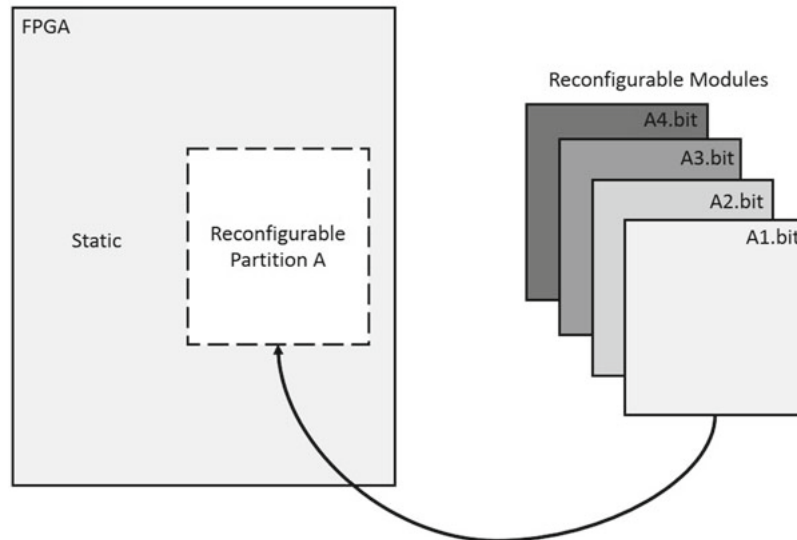 FPGA
Reconfigurable Modules
A4.bit
A3.bit
A2.bit
A1.bit
Static
Reconfigurable
Partition A